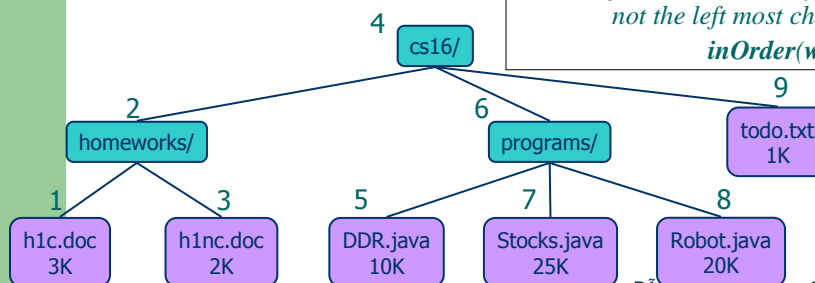 not the left most ch
inOrder(w
4
cs16/
2
6
9
homeworks/
programs/
todo.txt
1K
1
3
5
7
8
h1c.doc
3K
h1nc.doc
2K
DDR.java
10K
Stocks.java
25K
Robot.java
20K